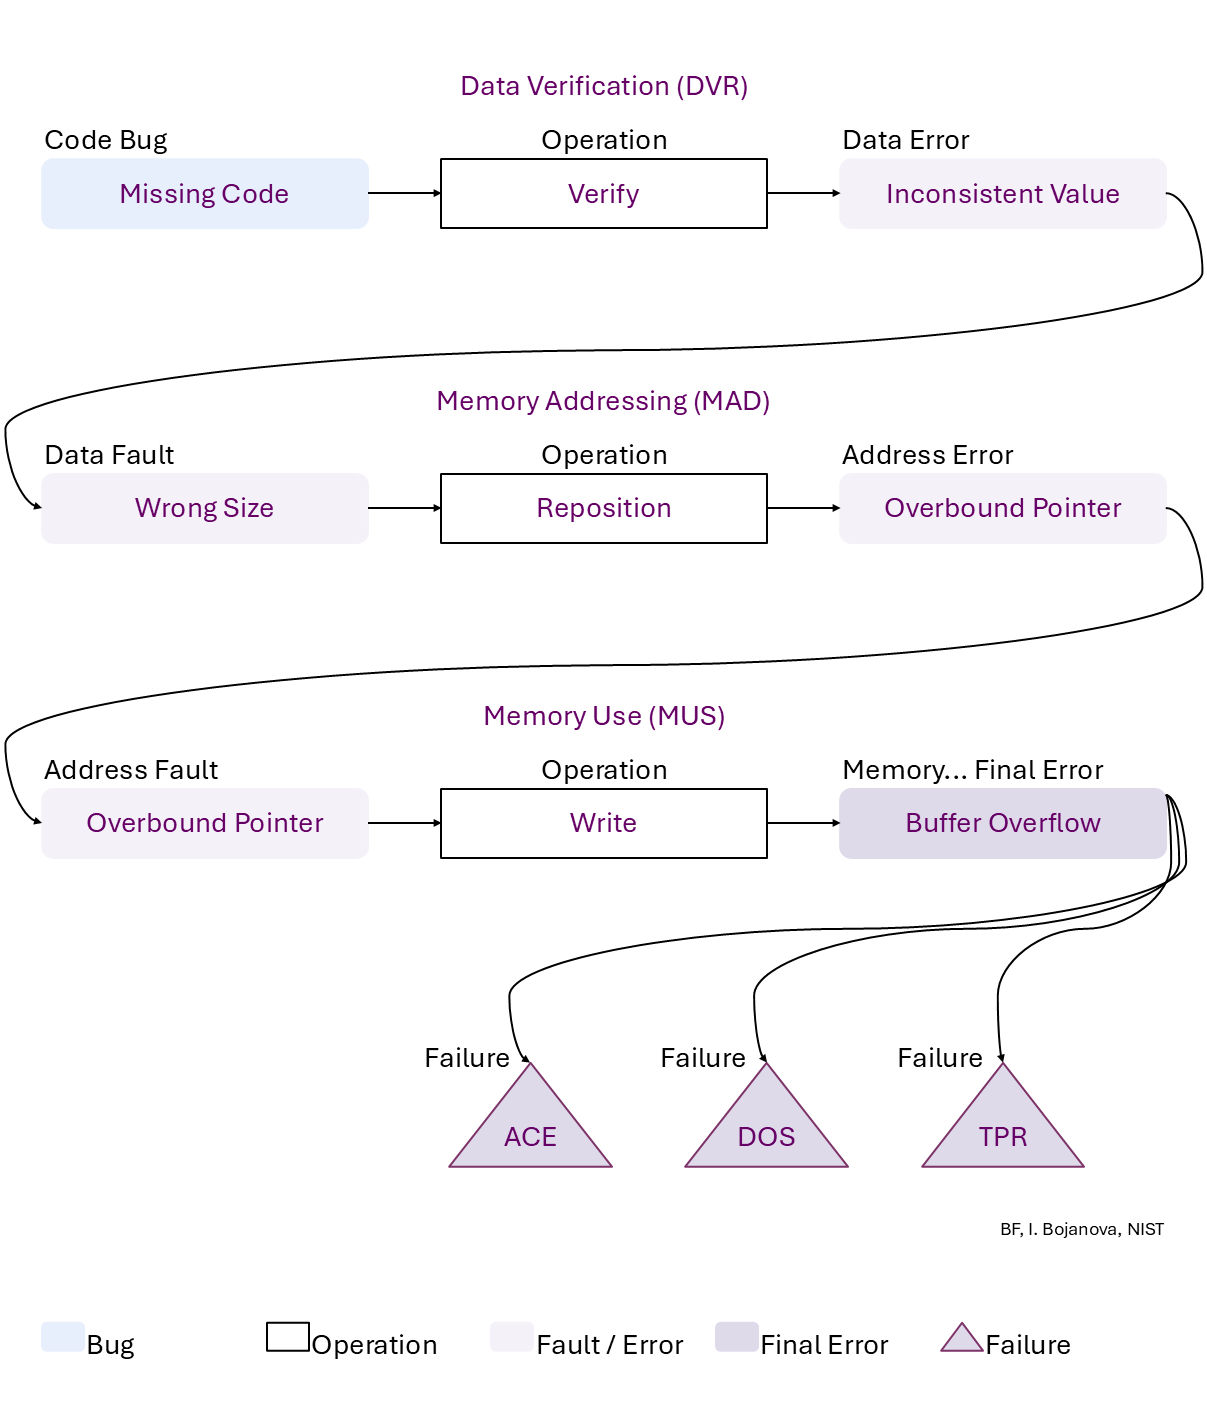 Data Verification (DVR)
Code Bug
Operation
Data Error
Missing Code
Verify
Inconsistent Value
Memory Addressing (MAD)
Data Fault
Operation
Address Error
Wrong Size
Reposition
Overbound Pointer
Memory Use (MUS)
Address Fault
Operation
Memory... Final Error
Overbound Pointer
Write
Buffer Overflow
Failure
Failure
Failure
ACE
DOS
TPR
BF, I. Bojanova, NIST
Bug
Operation
Fault / Error
Final Error
Failure